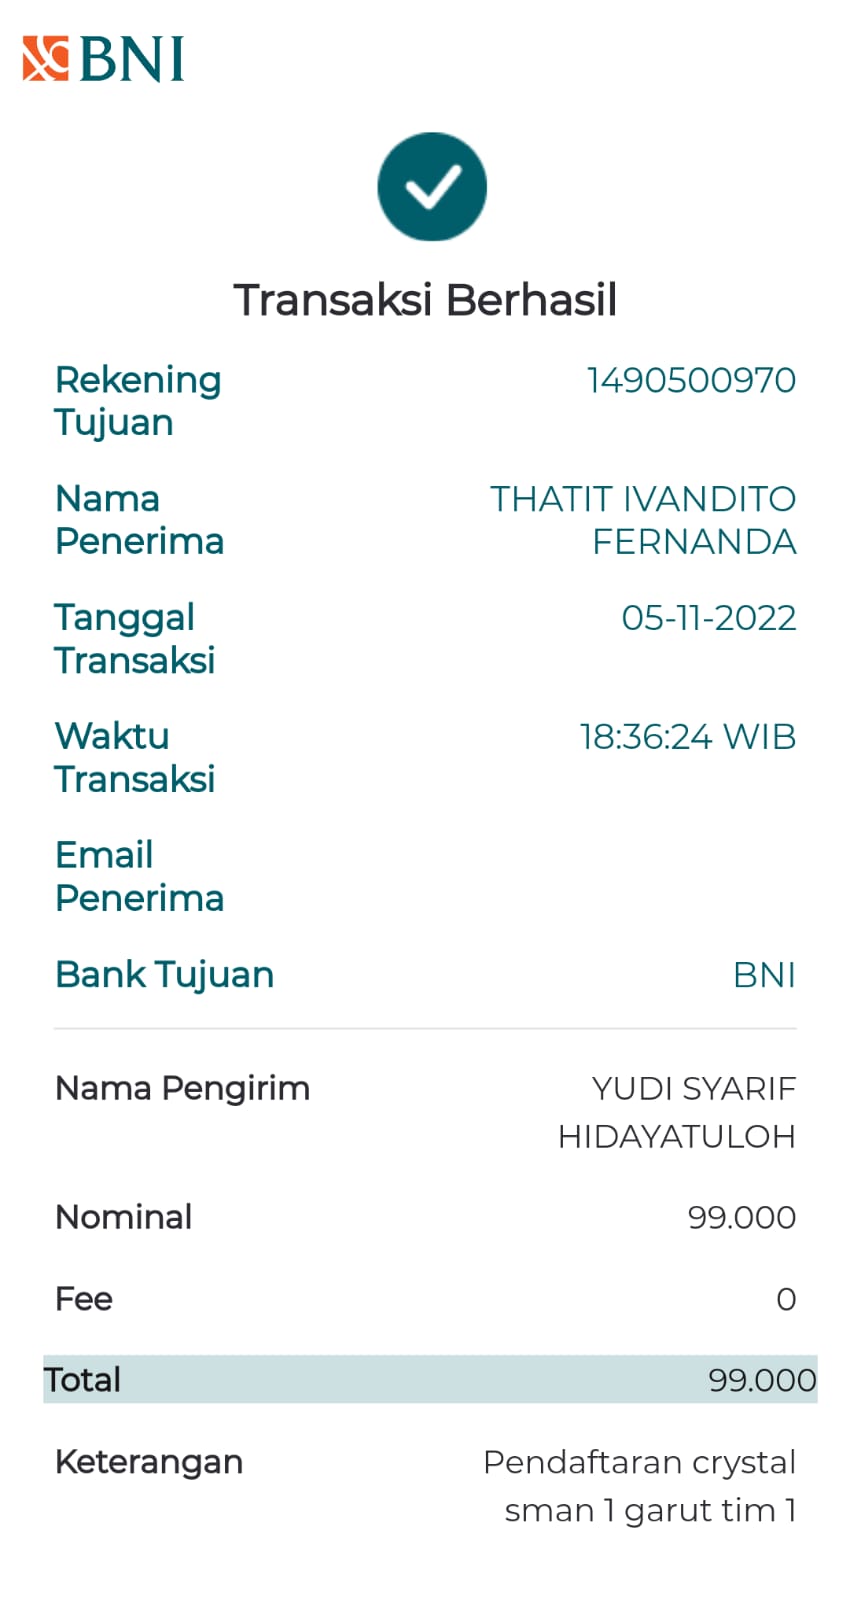 BNI
Transaksi Berhasil
Rekening 1490500970
Tujuan
Nama THATIT IVANDITO
Penerima FERNANDA
Tanggal 05-11-2022
Transaksi
Waktu 18:36:24 WIB
Transaksi
Email
Penerima
Bank Tujuan BNI
Nama Pengirim YUDI SYARIF
HIDAYATULOH
Nominal 99.000
Fee 0
Total 99.000
Keterangan Pendaftaran crystal
sman 1 garut tim 1